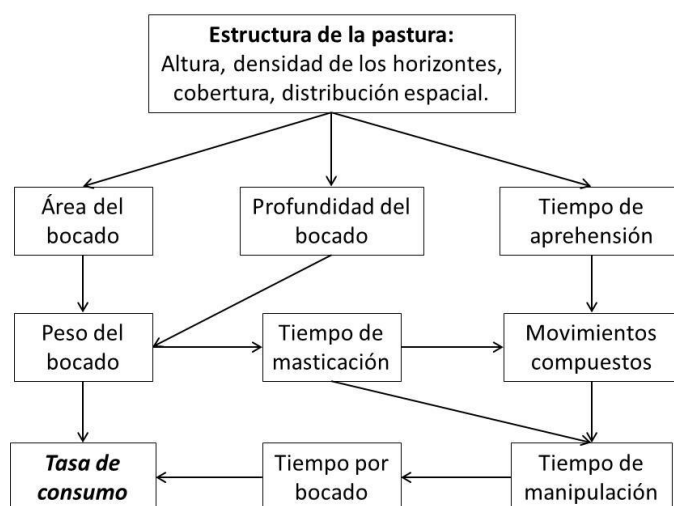 Estructura de la pastura:
Altura, densidad de los horizontes,
cobertura, distribución espacial.
Área del
bocado
Profundidad del
bocado
Tiempo de
aprehensión
Peso del
bocado
Tiempo de
masticación
Movimientos
compuestos
Tasa de
consumo
Tiempo por
bocado
Tiempo de
manipulación